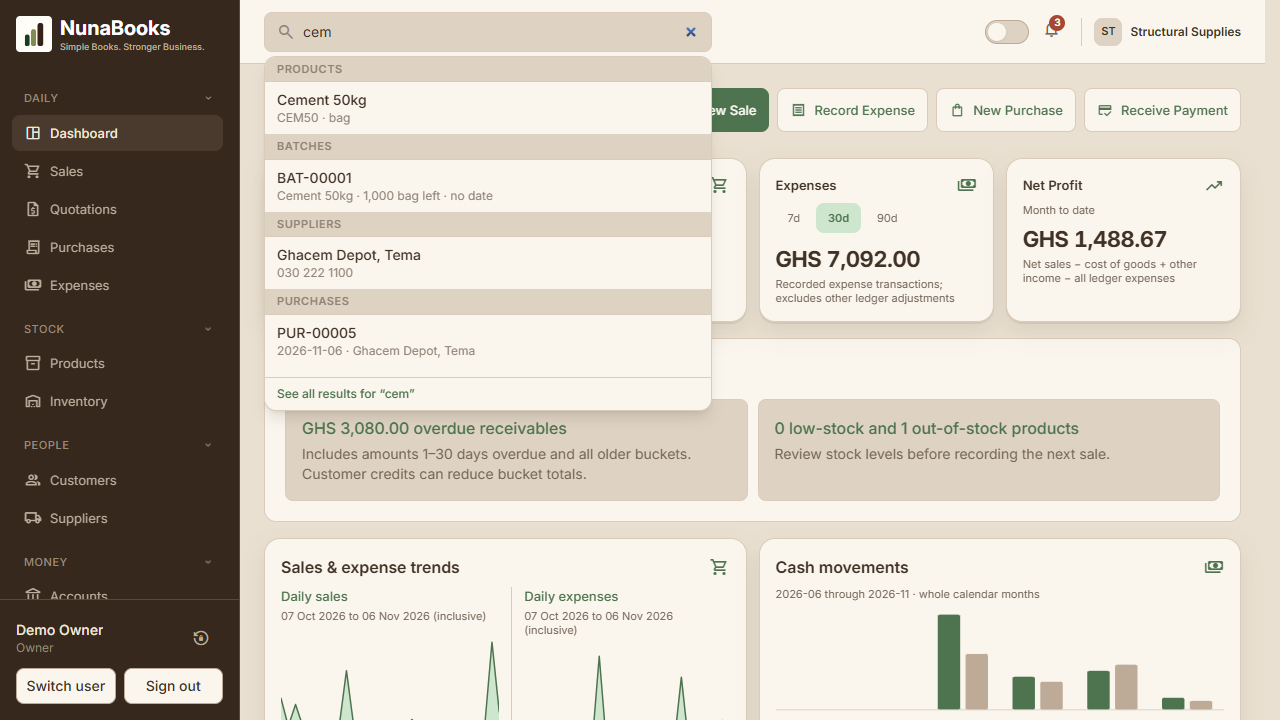 NunaBooks
Simple Books. Stronger Business.
DAILY
Dashboard
Sales
Quotations
Purchases
Expenses
STOCK
Products
Inventory
PEOPLE
Customers
Suppliers
MONEY
Accounts
Demo Owner
Owner
Switch user
Sign out
cem
3
ST
Structural Supplies
PRODUCTS
Cement 50kg
CEM50 · bag
BATCHES
BAT-00001
Cement 50kg · 1,000 bag left · no date
SUPPLIERS
Ghacem Depot, Tema
030 222 1100
PURCHASES
PUR-00005
2026-11-06 · Ghacem Depot, Tema
See all results for “cem”
Sale
Record Expense
New Purchase
Receive Payment
Expenses
7d
30d
90d
GHS 7,092.00
Recorded expense transactions;
excludes other ledger adjustments
Net Profit
Month to date
GHS 1,488.67
Net sales − cost of goods + other
income − all ledger expenses
GHS 3,080.00 overdue receivables
Includes amounts 1–30 days overdue and all older buckets.
Customer credits can reduce bucket totals.
0 low-stock and 1 out-of-stock products
Review stock levels before recording the next sale.
Sales & expense trends
Daily sales
07 Oct 2026 to 06 Nov 2026 (inclusive)
Daily expenses
07 Oct 2026 to 06 Nov 2026
(inclusive)
Cash movements
2026-06 through 2026-11 · whole calendar months